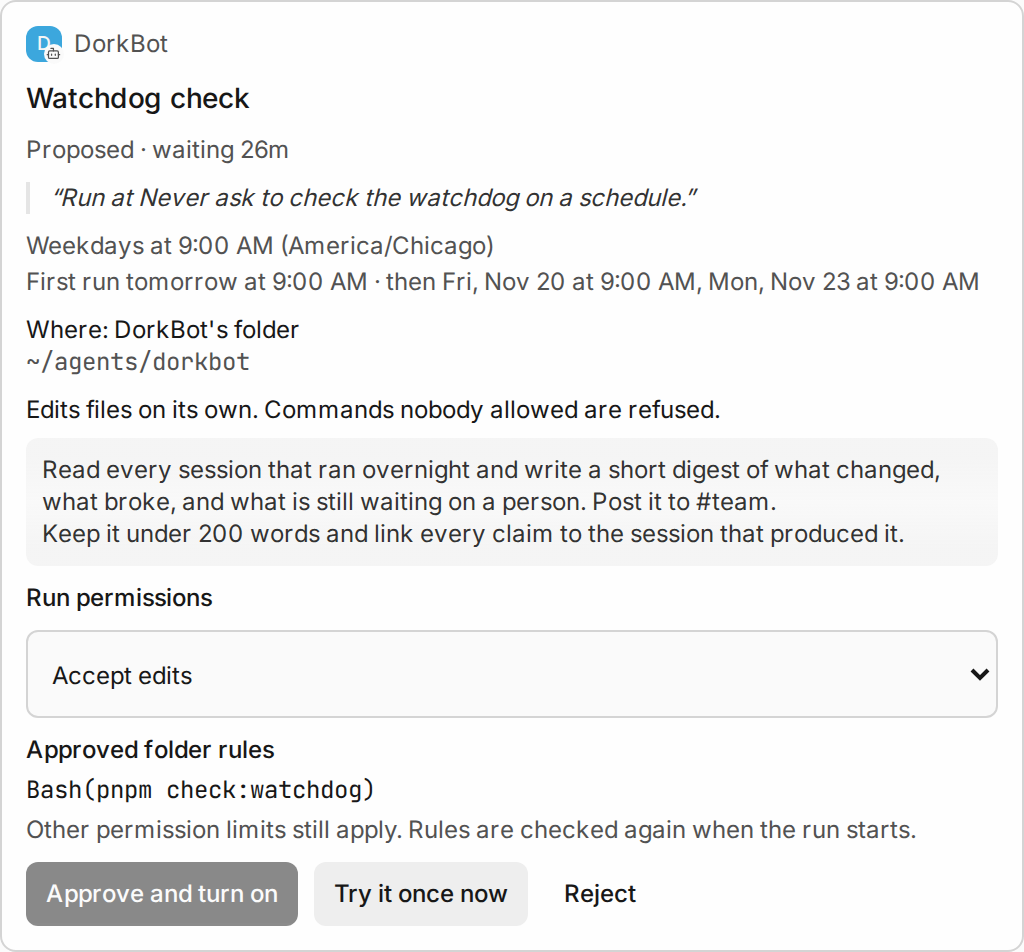 D
DorkBot
Watchdog check
Proposed · waiting 26m
“Run at Never ask to check the watchdog on a schedule.”
Weekdays at 9:00 AM (America/Chicago)
First run tomorrow at 9:00 AM · then Fri, Nov 20 at 9:00 AM, Mon, Nov 23 at 9:00 AM
Where: DorkBot's folder
~/agents/dorkbot
Edits files on its own. Commands nobody allowed are refused.
Read every session that ran overnight and write a short digest of what changed,
what broke, and what is still waiting on a person. Post it to #team.
Keep it under 200 words and link every claim to the session that produced it.
Run permissions
Accept edits
Approved folder rules
Bash(pnpm check:watchdog)
Other permission limits still apply. Rules are checked again when the run starts.
Approve and turn on
Try it once now
Reject